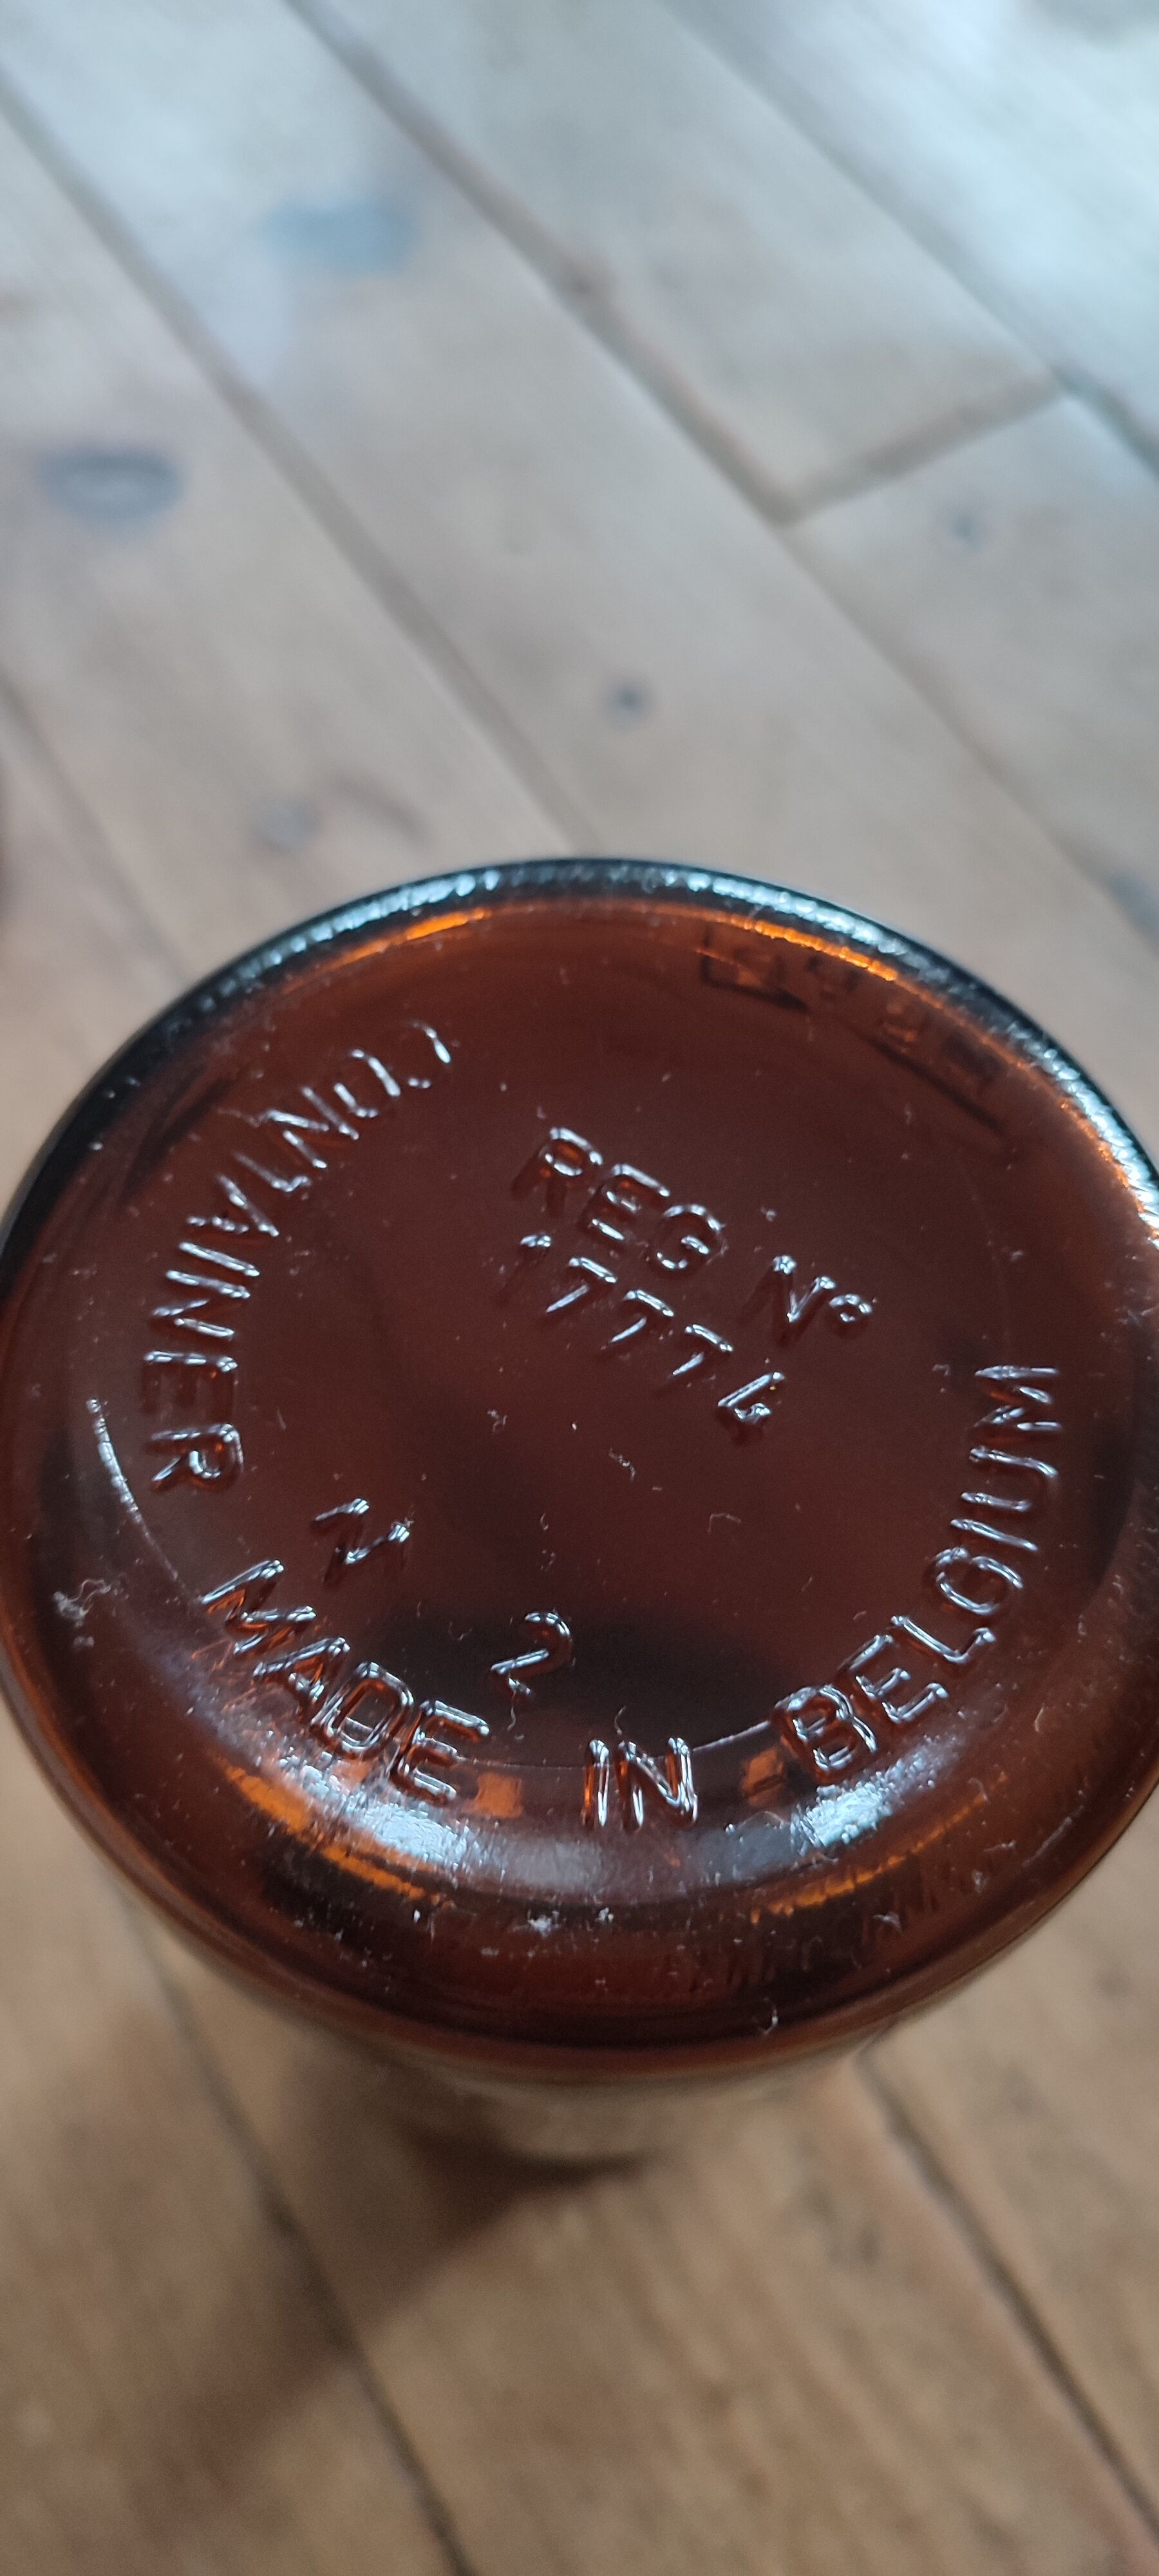 CONTAINER
REG Nº
17774
M
2
MADE IN BELGIUM